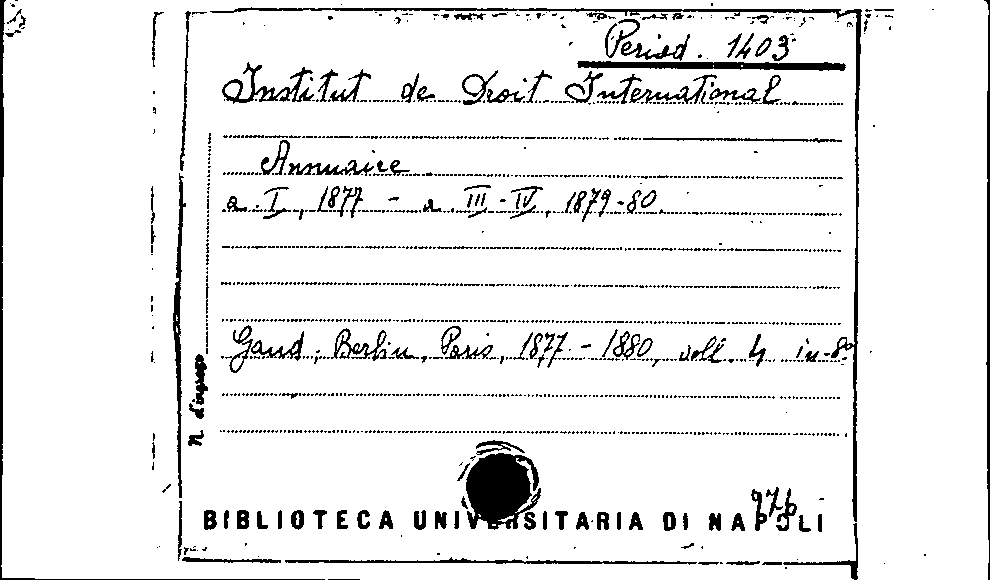 Period. 1403
Institut de Droit International.
Annuaire.
a. I, 1877 - a. III-IV, 1879-80.
Gand, Berlin, Paris, 1877 - 1880, voll. 4 in-8º
N. d'ingresso
976
BIBLIOTECA UNIVERSITARIA DI NAPOLI